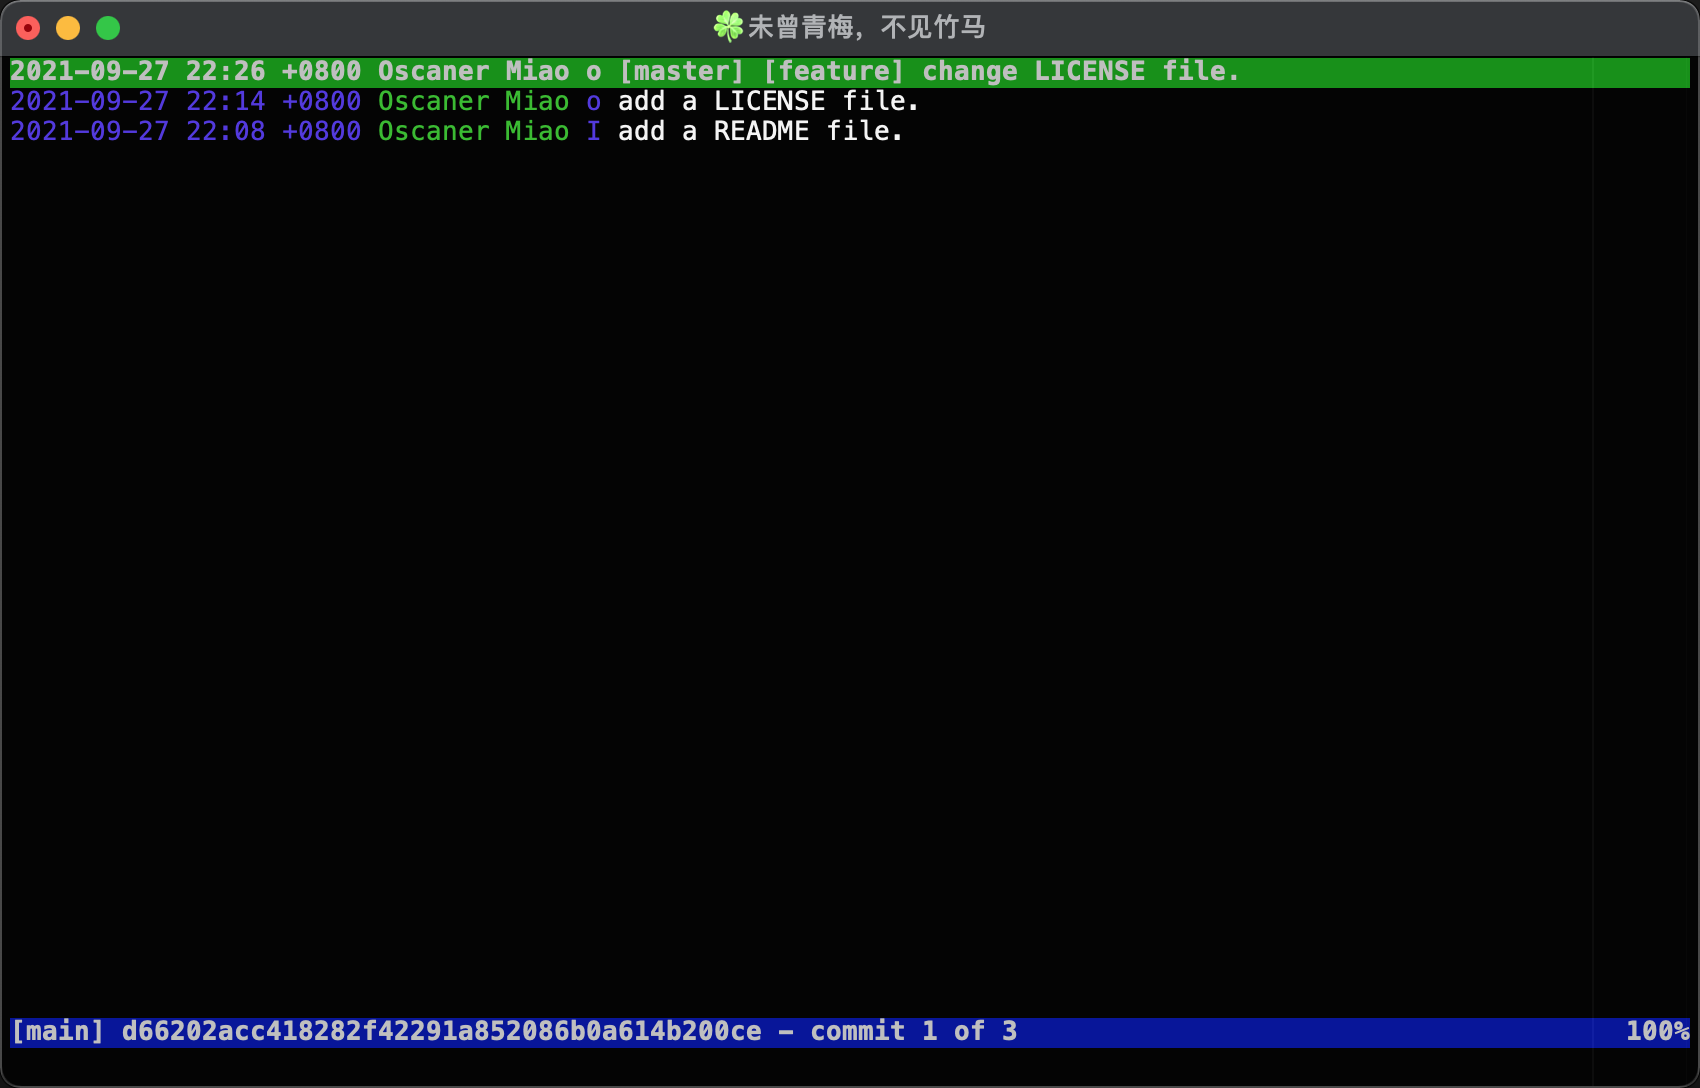 🍀未曾青梅，不见竹马
2021-09-27 22:26 +0800 Oscaner Miao o [master] [feature] change LICENSE file.
2021-09-27 22:14 +0800 Oscaner Miao o add a LICENSE file.
2021-09-27 22:08 +0800 Oscaner Miao I add a README file.
[main] d66202acc418282f42291a852086b0a614b200ce - commit 1 of 3 100%